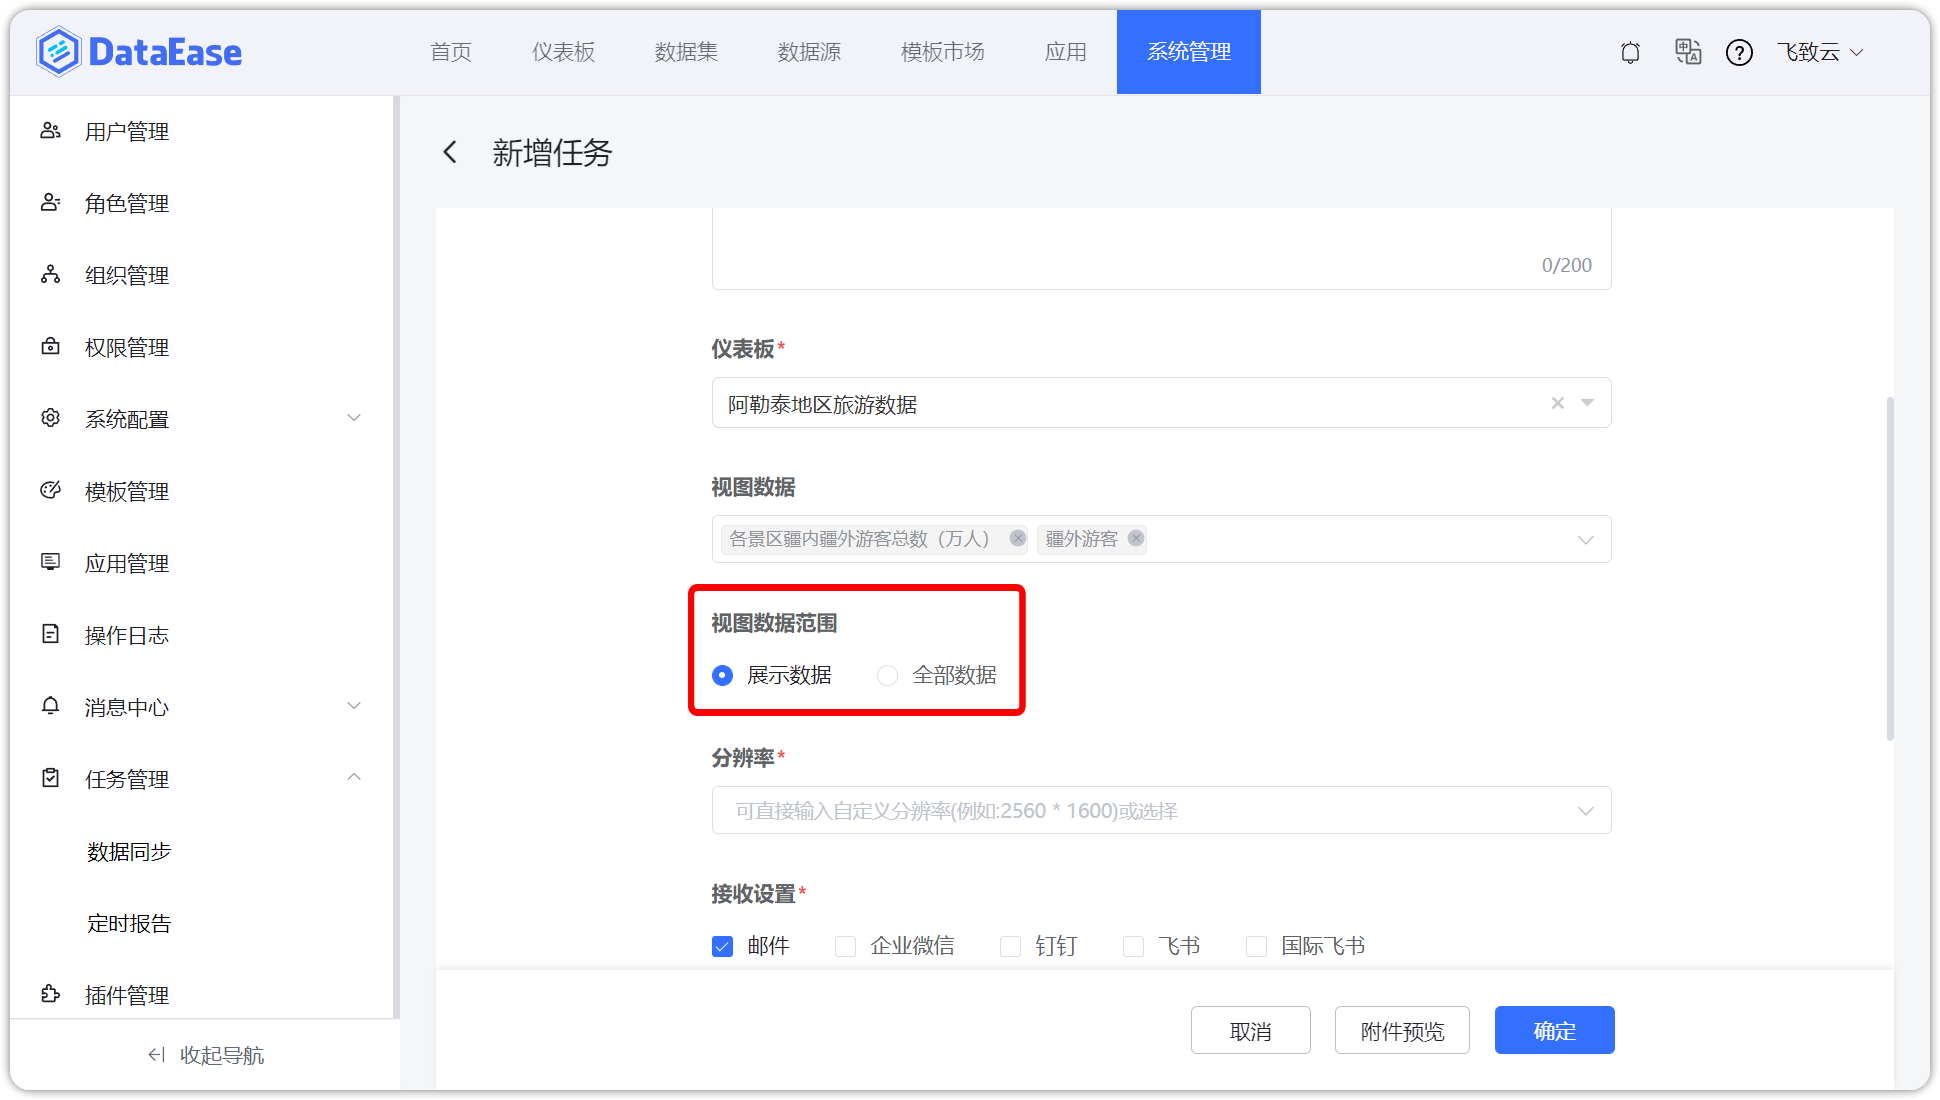 DataEase
首页 仪表板 数据集 数据源 模板市场 应用 系统管理 飞致云
用户管理
角色管理
组织管理
权限管理
系统配置
模板管理
应用管理
操作日志
消息中心
任务管理
数据同步
定时报告
插件管理
收起导航
新增任务
0/200
仪表板*
阿勒泰地区旅游数据
视图数据
各景区疆内疆外游客总数（万人） 疆外游客
视图数据范围
展示数据 全部数据
分辨率*
可直接输入自定义分辨率(例如:2560 * 1600)或选择
接收设置*
邮件 企业微信 钉钉 飞书 国际飞书
取消 附件预览 确定